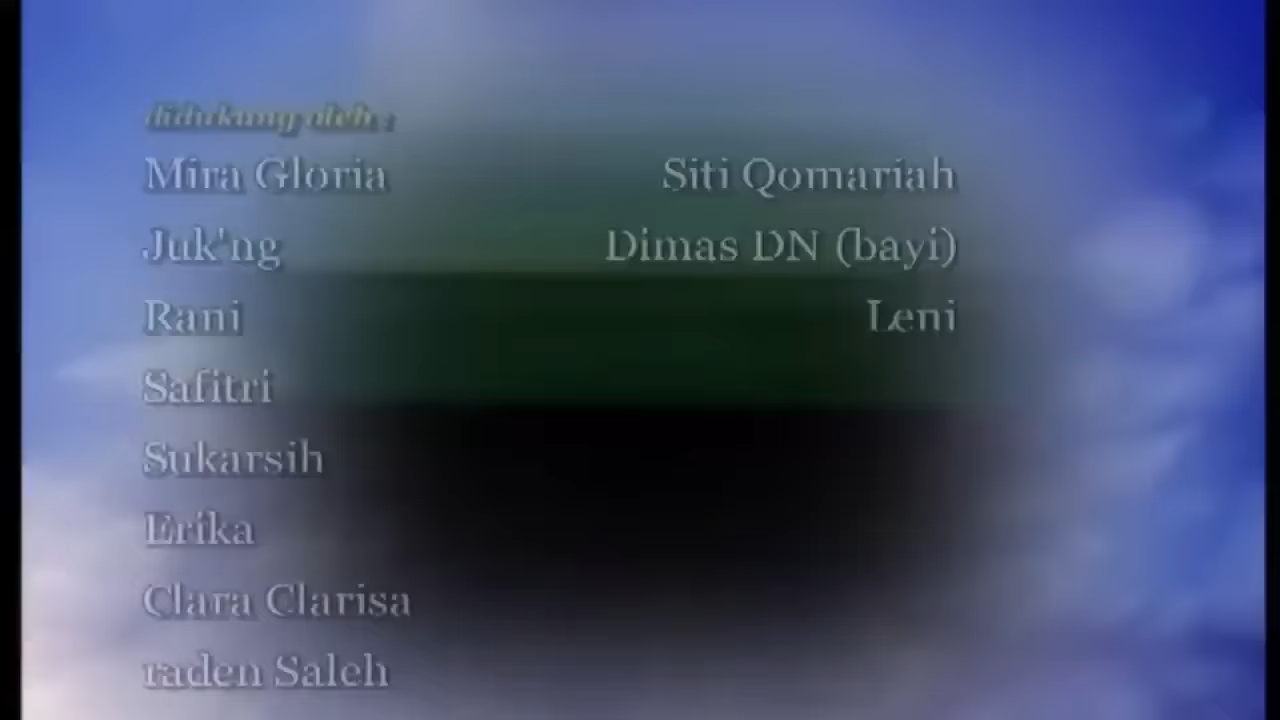 didukung oleh :
Mira Gloria
Juk'ng
Rani
Safitri
Sukarsih
Erika
Clara Clarisa
raden Saleh
Siti Qomariah
Dimas DN (bayi)
Leni